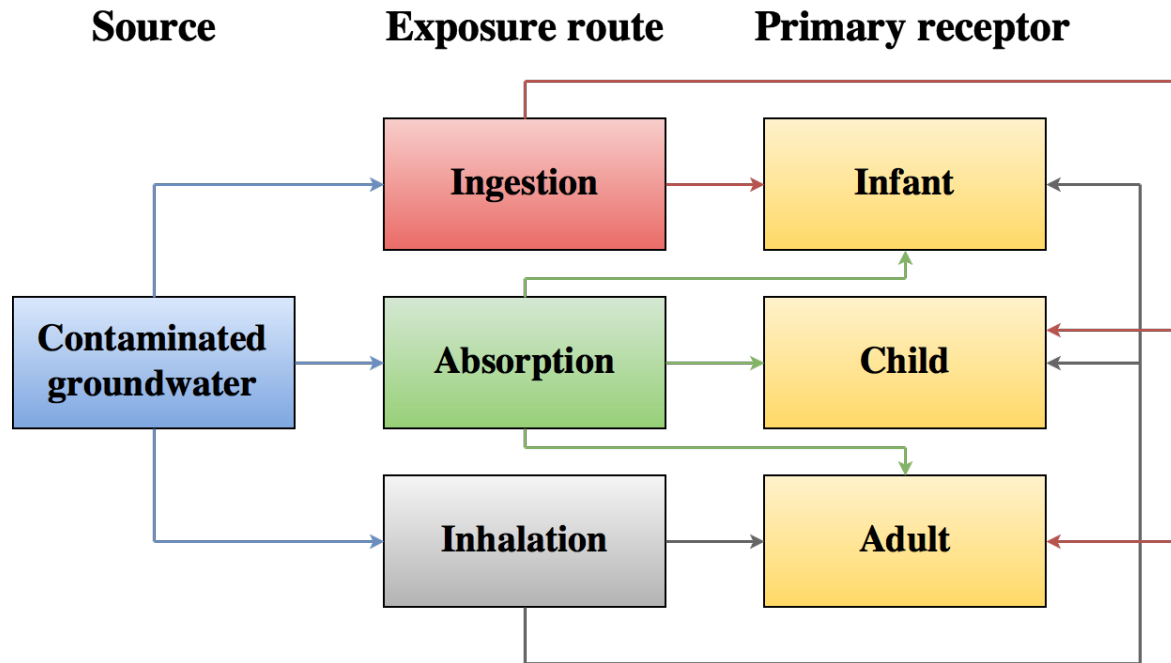 Source
Exposure route
Primary receptor
Ingestion
Infant
Contaminated
groundwater
Absorption
Child
Inhalation
Adult